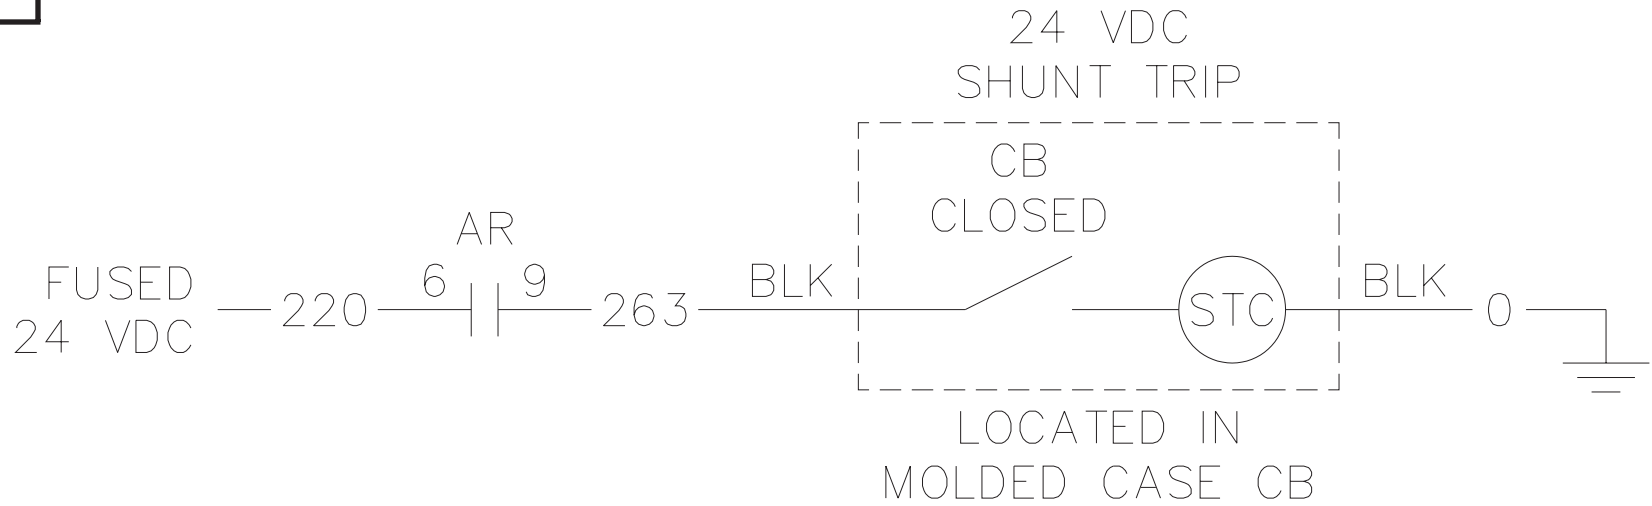 24 VDC
SHUNT TRIP
CB
CLOSED
AR
FUSED
24 VDC
220
6
9
263
BLK
STC
BLK
0
LOCATED IN
MOLDED CASE CB